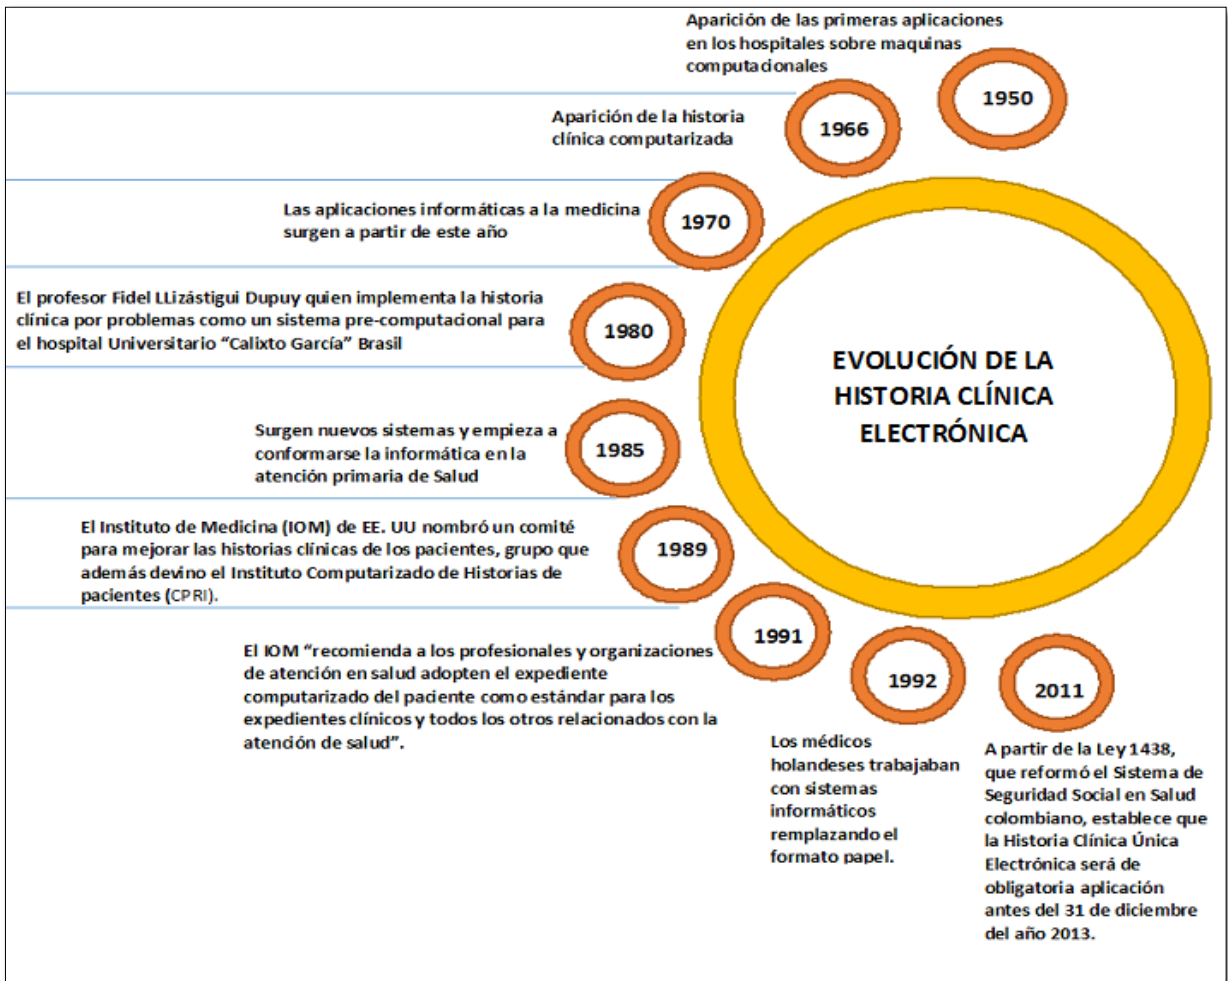 Aparición de las primeras aplicaciones
en los hospitales sobre maquinas
computacionales
1950
1966
Aparición de la historia
clínica computarizada
1970
Las aplicaciones informáticas a la medicina
surgen a partir de este año
1980
El profesor Fidel LLizástigui Dupuy quien implementa la historia
clínica por problemas como un sistema pre-computacional para
el hospital Universitario “Calixto García” Brasil
EVOLUCIÓN DE LA
HISTORIA CLÍNICA
ELECTRÓNICA
1985
Surgen nuevos sistemas y empieza a
conformarse la informática en la
atención primaria de Salud
1989
El Instituto de Medicina (IOM) de EE. UU nombró un comité
para mejorar las historias clínicas de los pacientes, grupo que
además devino el Instituto Computarizado de Historias de
pacientes (CPRI).
1991
El IOM “recomienda a los profesionales y organizaciones
de atención en salud adopten el expediente
computarizado del paciente como estándar para los
expedientes clínicos y todos los otros relacionados con la
atención de salud”.
1992
Los médicos
holandeses trabajaban
con sistemas
informáticos
remplazando el
formato papel.
2011
A partir de la Ley 1438,
que reformó el Sistema de
Seguridad Social en Salud
colombiano, establece que
la Historia Clínica Única
Electrónica será de
obligatoria aplicación
antes del 31 de diciembre
del año 2013.